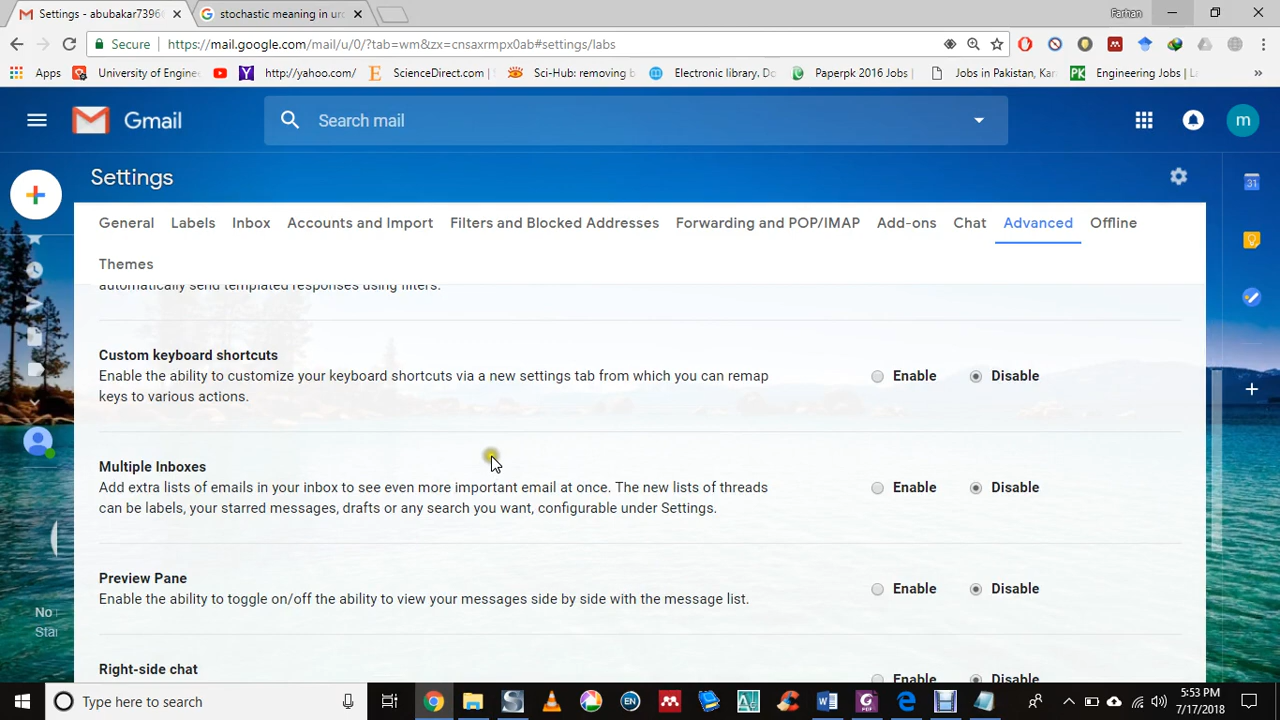 Settings - abubakar7396
stochastic meaning in urd
Farhan
Secure
https://mail.google.com/mail/u/0/?tab=wm&zx=cnsaxrmpx0ab#settings/labs
Apps
University of Engine
http://yahoo.com/
ScienceDirect.com |
Sci-Hub: removing b
Electronic library. Do
Paperpk 2016 Jobs in
Jobs in Pakistan, Kar
Engineering Jobs | La
Gmail
Search mail
m
Settings
31
General Labels Inbox Accounts and Import Filters and Blocked Addresses Forwarding and POP/IMAP Add-ons Chat Advanced Offline
Themes
automatically send templated responses using filters.
Custom keyboard shortcuts
Enable the ability to customize your keyboard shortcuts via a new settings tab from which you can remap
keys to various actions.
Enable Disable
Multiple Inboxes
Add extra lists of emails in your inbox to see even more important email at once. The new lists of threads
can be labels, your starred messages, drafts or any search you want, configurable under Settings.
Enable Disable
Preview Pane
Enable the ability to toggle on/off the ability to view your messages side by side with the message list.
Enable Disable
No
Star
Right-side chat
Enable Disable
Type here to search
5:53 PM
7/17/2018